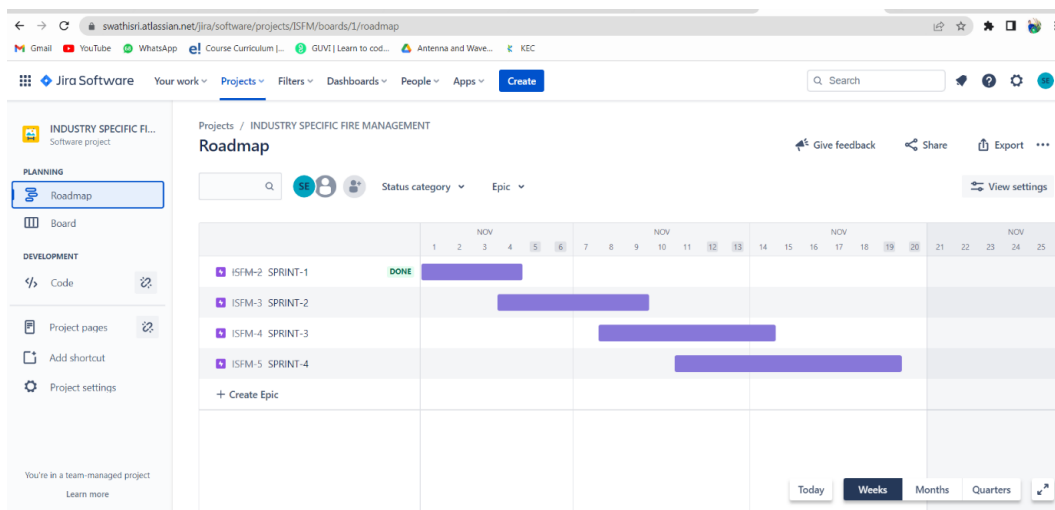 swathisri.atlassian.net/jira/software/projects/ISFM/boards/1/roadmap
Gmail YouTube WhatsApp Course Curriculum |... GUVI | Learn to cod... Antenna and Wave... KEC
Jira Software Your work Projects Filters Dashboards People Apps Create Search SE
INDUSTRY SPECIFIC FI...
Software project
PLANNING
Roadmap
Board
DEVELOPMENT
Code
Project pages
Add shortcut
Project settings
You're in a team-managed project
Learn more
Projects / INDUSTRY SPECIFIC FIRE MANAGEMENT
Roadmap
Give feedback Share Export
SE Status category Epic View settings
NOV NOV NOV NOV
1 2 3 4 5 6 7 8 9 10 11 12 13 14 15 16 17 18 19 20 21 22 23 24 25
ISFM-2 SPRINT-1 DONE
ISFM-3 SPRINT-2
ISFM-4 SPRINT-3
ISFM-5 SPRINT-4
+ Create Epic
Today Weeks Months Quarters